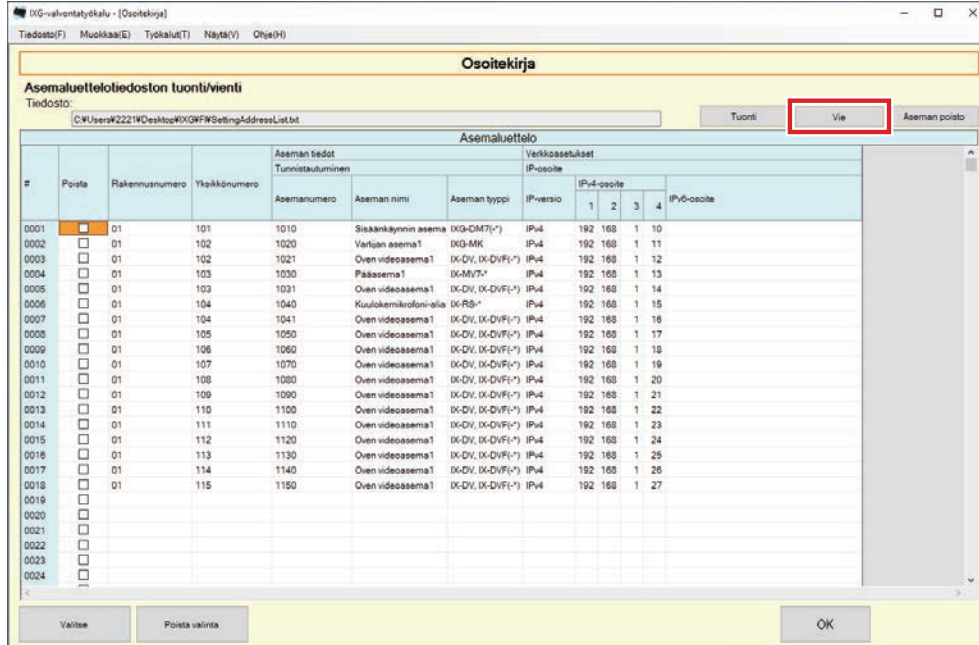 IXG-valvontatyökalu - [Osoitekirja]
Tiedosto(F) Muokkaa(E) Työkalut(T) Näytä(V) Ohje(H)
Osoitekirja
Asemaluettelotiedoston tuonti/vienti
Tiedosto:
C:¥Users¥2221¥Desktop¥IXG¥FI¥SettingAddressList.txt
Tuonti Vie Aseman poisto
Asemaluettelo
Aseman tiedot Verkkoasetukset
Tunnistautuminen IP-osoite
# Poista Rakennusnumero Yksikkönumero Asemanumero Aseman nimi Aseman tyyppi IP-versio IPv4-osoite IPv6-osoite
1 2 3 4
0001 01 101 1010 Sisäänkäynnin asema IXG-DM7(-*) IPv4 192 168 1 10
0002 01 102 1020 Vartijan asema1 IXG-MK IPv4 192 168 1 11
0003 01 102 1021 Oven videoasema1 IX-DV, IX-DVF(-*) IPv4 192 168 1 12
0004 01 103 1030 Pääasema1 IX-MV7-* IPv4 192 168 1 13
0005 01 103 1031 Oven videoasema1 IX-DV, IX-DVF(-*) IPv4 192 168 1 14
0006 01 104 1040 Kuulokemikrofoni-alia IX-RS-* IPv4 192 168 1 15
0007 01 104 1041 Oven videoasema1 IX-DV, IX-DVF(-*) IPv4 192 168 1 16
0008 01 105 1050 Oven videoasema1 IX-DV, IX-DVF(-*) IPv4 192 168 1 17
0009 01 106 1060 Oven videoasema1 IX-DV, IX-DVF(-*) IPv4 192 168 1 18
0010 01 107 1070 Oven videoasema1 IX-DV, IX-DVF(-*) IPv4 192 168 1 19
0011 01 108 1080 Oven videoasema1 IX-DV, IX-DVF(-*) IPv4 192 168 1 20
0012 01 109 1090 Oven videoasema1 IX-DV, IX-DVF(-*) IPv4 192 168 1 21
0013 01 110 1100 Oven videoasema1 IX-DV, IX-DVF(-*) IPv4 192 168 1 22
0014 01 111 1110 Oven videoasema1 IX-DV, IX-DVF(-*) IPv4 192 168 1 23
0015 01 112 1120 Oven videoasema1 IX-DV, IX-DVF(-*) IPv4 192 168 1 24
0016 01 113 1130 Oven videoasema1 IX-DV, IX-DVF(-*) IPv4 192 168 1 25
0017 01 114 1140 Oven videoasema1 IX-DV, IX-DVF(-*) IPv4 192 168 1 26
0018 01 115 1150 Oven videoasema1 IX-DV, IX-DVF(-*) IPv4 192 168 1 27
0019
0020
0021
0022
0023
0024
Valitse Poista valinta OK